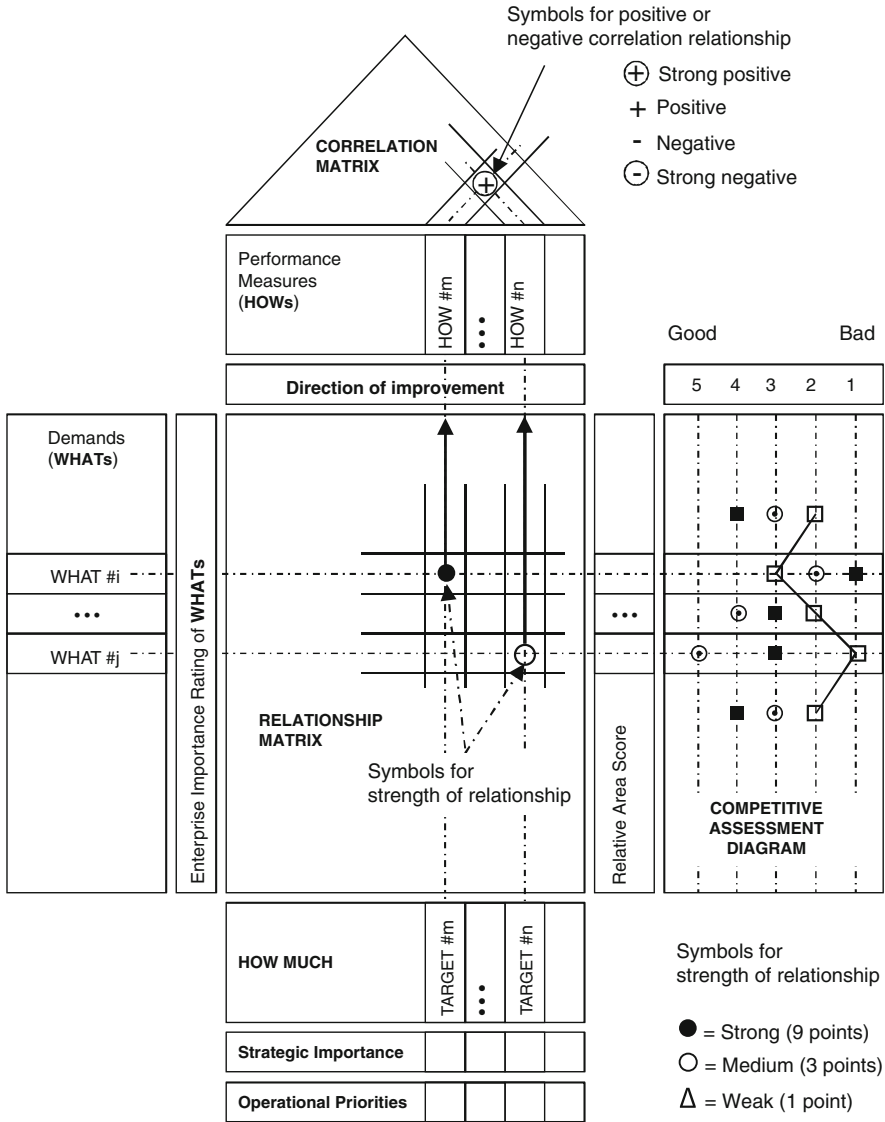 Symbols for positive or
negative correlation relationship
+ Strong positive
+ Positive
- Negative
- Strong negative
CORRELATION
MATRIX
+
Performance
Measures
(HOWs)
HOW #m
•••
HOW #n
Good
Bad
Direction of improvement
5 4 3 2 1
Demands
(WHATs)
WHAT #i
•••
WHAT #j
Enterprise Importance Rating of WHATs
RELATIONSHIP
MATRIX
Symbols for
strength of relationship
•••
Relative Area Score
COMPETITIVE
ASSESSMENT
DIAGRAM
HOW MUCH
TARGET #m
•••
TARGET #n
Strategic Importance
Operational Priorities
Symbols for
strength of relationship
● = Strong (9 points)
○ = Medium (3 points)
Δ = Weak (1 point)